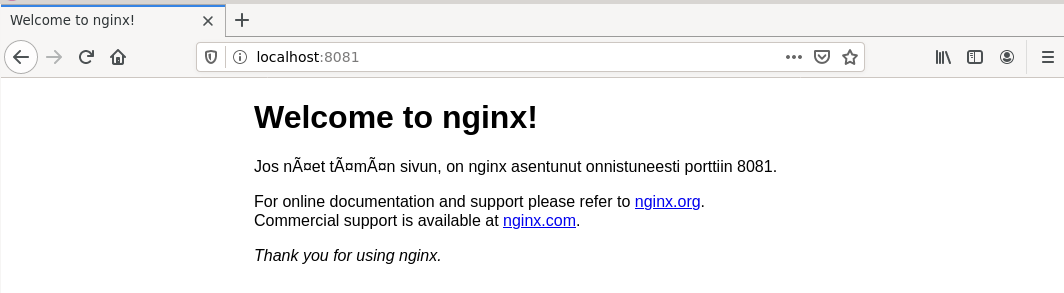 Welcome to nginx!
localhost:8081
Welcome to nginx!
Jos nÃ¤et tÃ¤mÃ¤n sivun, on nginx asentunut onnistuneesti porttiin 8081.
For online documentation and support please refer to nginx.org.
Commercial support is available at nginx.com.
Thank you for using nginx.